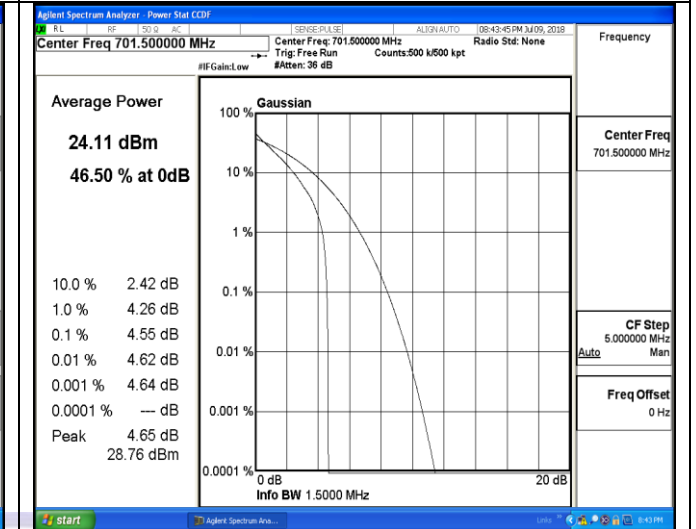 Agilent Spectrum Analyzer - Power Stat CCDF
RL RF 50 Ω AC SENSE:PULSE ALIGN AUTO 08:43:45 PM Jul 09, 2018
Center Freq 701.500000 MHz
Center Freq: 701.500000 MHz
Radio Std: None
Trig: Free Run Counts:500 k/500 kpt
#IFGain:Low #Atten: 36 dB
Frequency
Average Power
24.11 dBm
46.50 % at 0dB
10.0 % 2.42 dB
1.0 % 4.26 dB
0.1 % 4.55 dB
0.01 % 4.62 dB
0.001 % 4.64 dB
0.0001 % --- dB
Peak 4.65 dB
28.76 dBm
Gaussian
100 %
10 %
1 %
0.1 %
0.01 %
0.001 %
0.0001 %
0 dB 20 dB
Info BW 1.5000 MHz
Center Freq
701.500000 MHz
CF Step
5.000000 MHz
Auto Man
Freq Offset
0 Hz
start
Agilent Spectrum Ana...
Links
8:43 PM